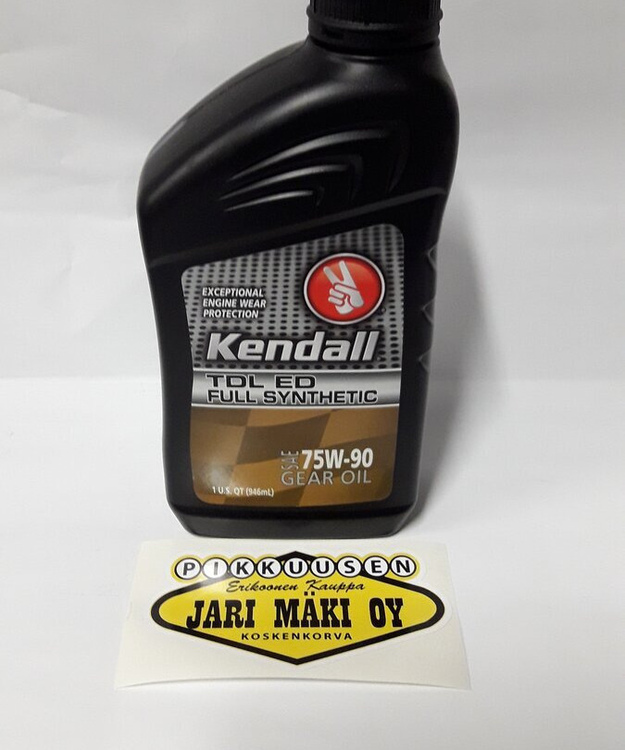 EXCEPTIONAL
ENGINE WEAR
PROTECTION
Kendall
TDL ED
FULL SYNTHETIC
SAE 75W-90
GEAR OIL
1 U.S. QT (946mL)
PIKKUUSEN
Erikoonen Kauppa
JARI MÄKI OY
KOSKENKORVA